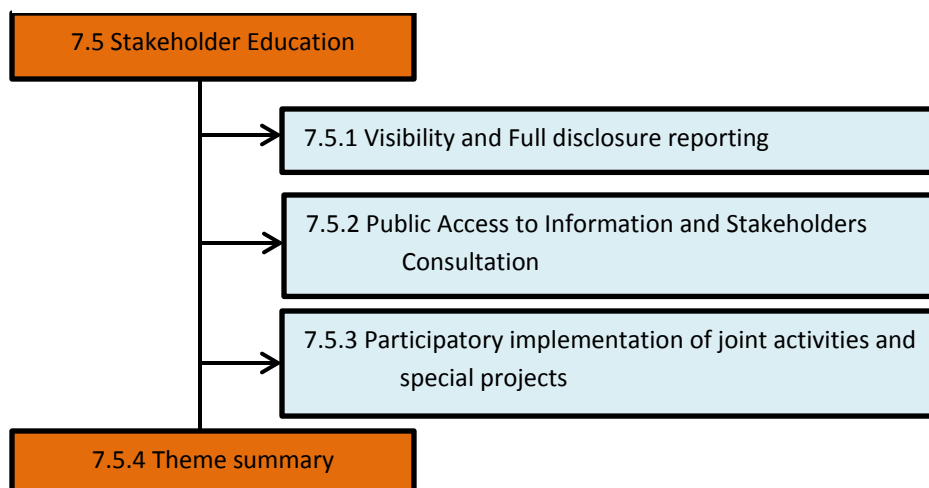 7.5 Stakeholder Education
7.5.1 Visibility and Full disclosure reporting
7.5.2 Public Access to Information and Stakeholders
Consultation
7.5.3 Participatory implementation of joint activities and
special projects
7.5.4 Theme summary